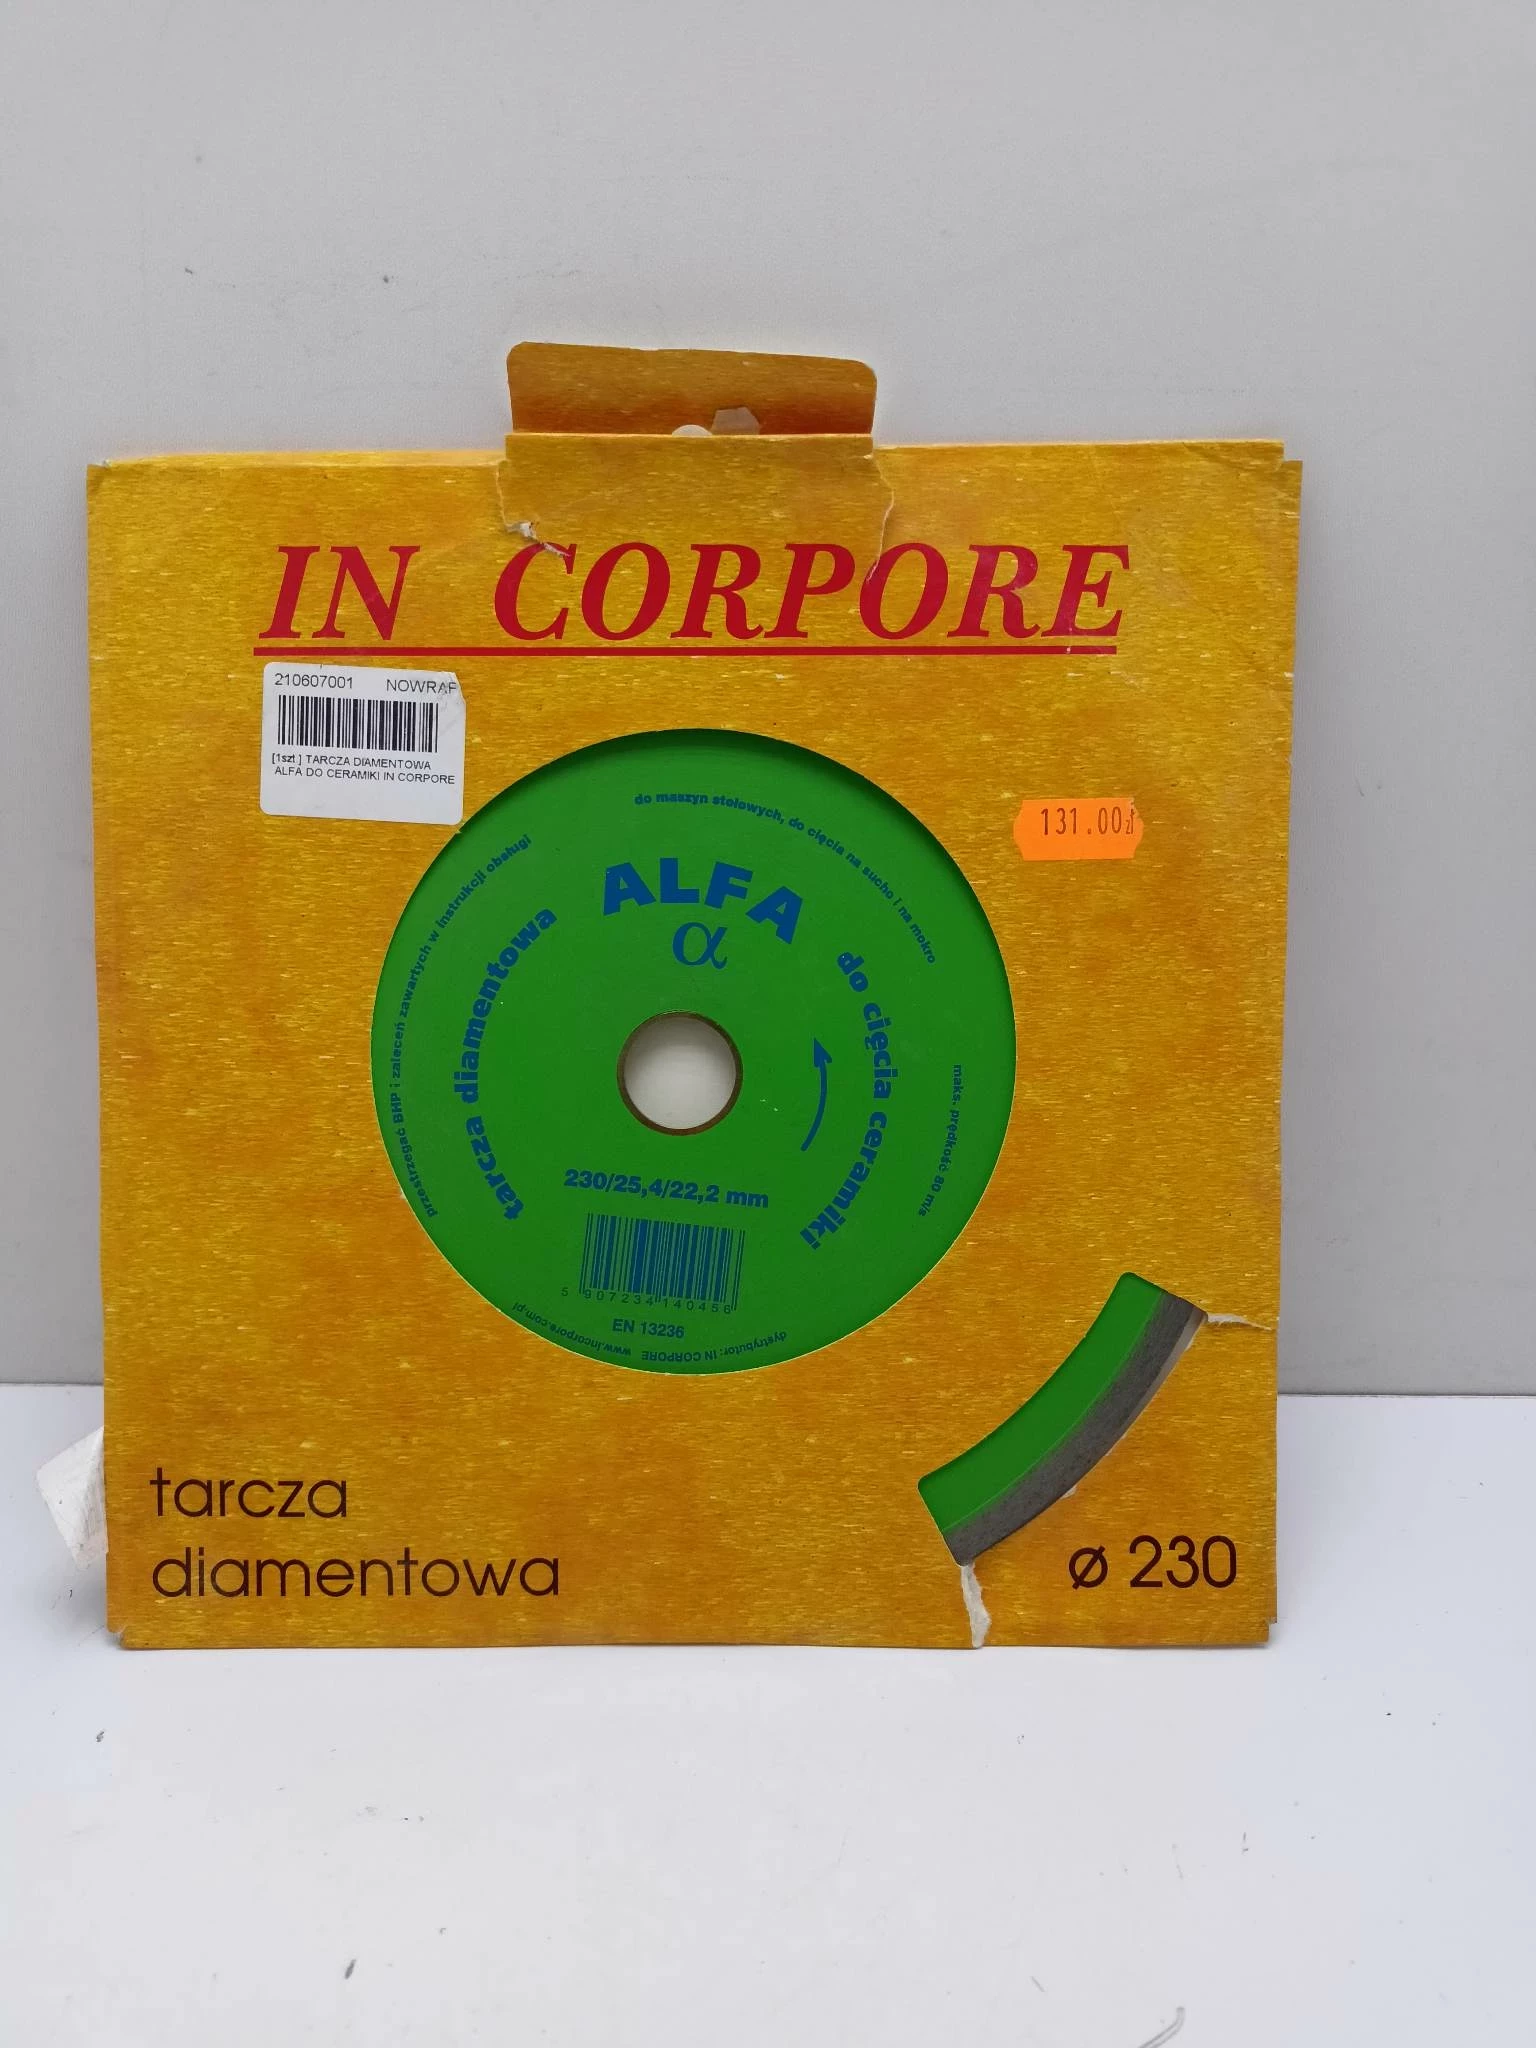 IN CORPORE
210607001 NOWRAF
[1szt ] TARCZA DIAMENTOWA
ALFA DO CERAMIKI IN CORPORE
131.00zł
do maszyn stołowych, do cięcia na sucho i na mokro
przestrzegać BHP i zaleceń zawartych w instrukcji obsługi
ALFA
α
tarcza diamentowa
do cięcia ceramiki
maks. prędkość 80 m/s
230/25,4/22,2 mm
5 907234 140456
EN 13236
dystrybutor: IN CORPORE www.incorpore.com.pl
tarcza
diamentowa
ø 230